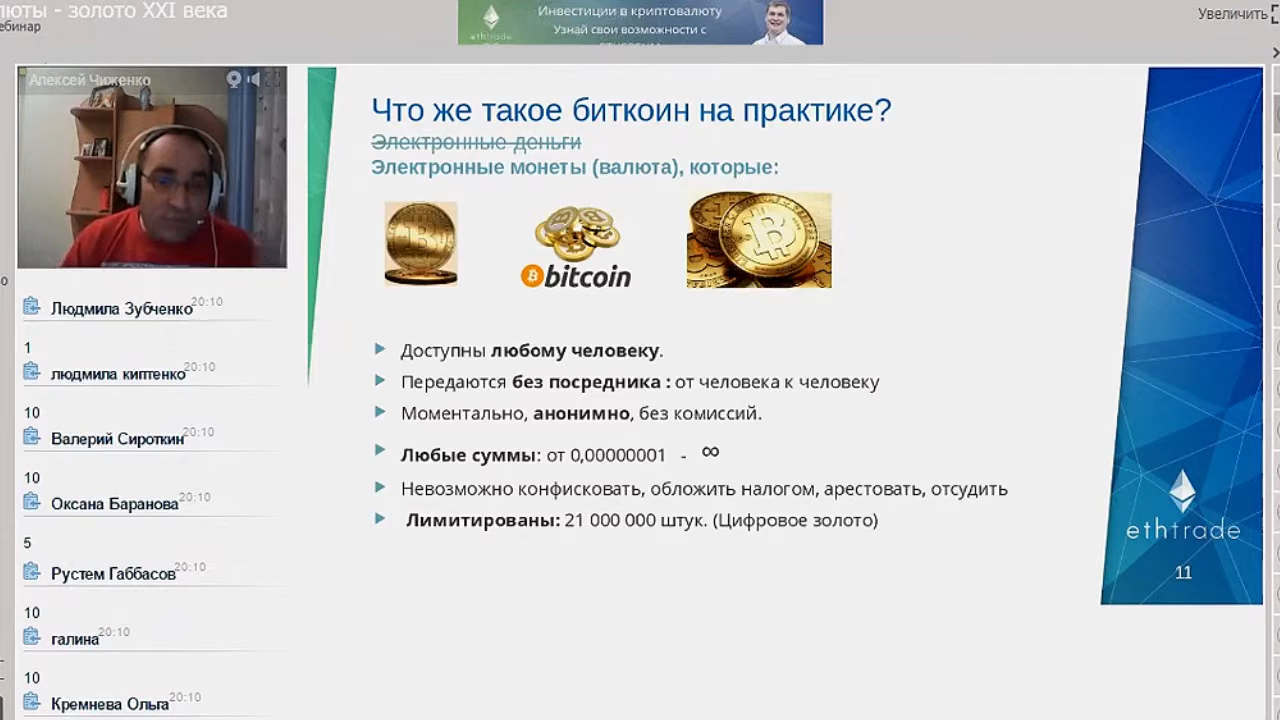 люты - золото XXI века
ебинар
ethtrade
Инвестиции в криптовалюту
Узнай свои возможности с
Увеличить
Алексей Чиженко
Что же такое биткоин на практике?
Электронные деньги
Электронные монеты (валюта), которые:
bitcoin
Доступны любому человеку.
Передаются без посредника : от человека к человеку
Моментально, анонимно, без комиссий.
Любые суммы: от 0,00000001 - ∞
Невозможно конфисковать, обложить налогом, арестовать, отсудить
Лимитированы: 21 000 000 штук. (Цифровое золото)
ethtrade
11
Людмила Зубченко 20:10
1
людмила киптенко 20:10
10
Валерий Сироткин 20:10
10
Оксана Баранова 20:10
5
Рустем Габбасов 20:10
10
галина 20:10
10
Кремнева Ольга 20:10